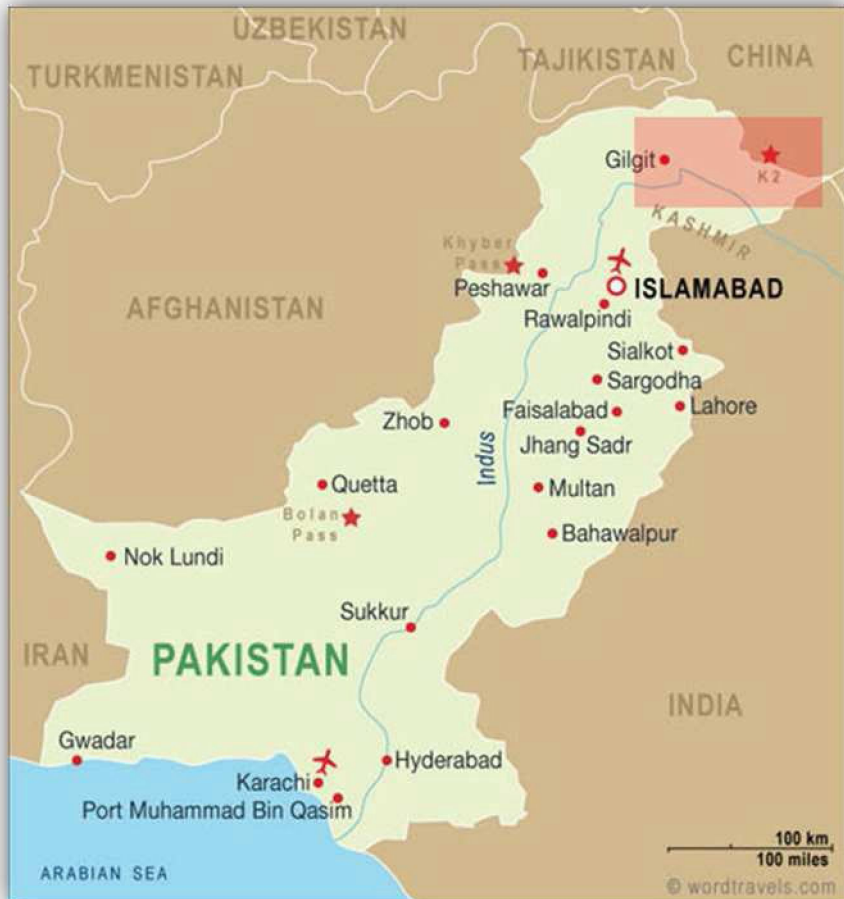 UZBEKISTAN
TURKMENISTAN
TAJIKISTAN
CHINA
Gilgit
K2
KASHMIR
Khyber
Pass
Peshawar
ISLAMABAD
Rawalpindi
AFGHANISTAN
Sialkot
Sargodha
Faisalabad
Lahore
Zhob
Jhang Sadr
Indus
Quetta
Multan
Bolan
Pass
Bahawalpur
Nok Lundi
Sukkur
IRAN
PAKISTAN
INDIA
Gwadar
Hyderabad
Karachi
Port Muhammad Bin Qasim
100 km
100 miles
ARABIAN SEA
© wordtravels.com